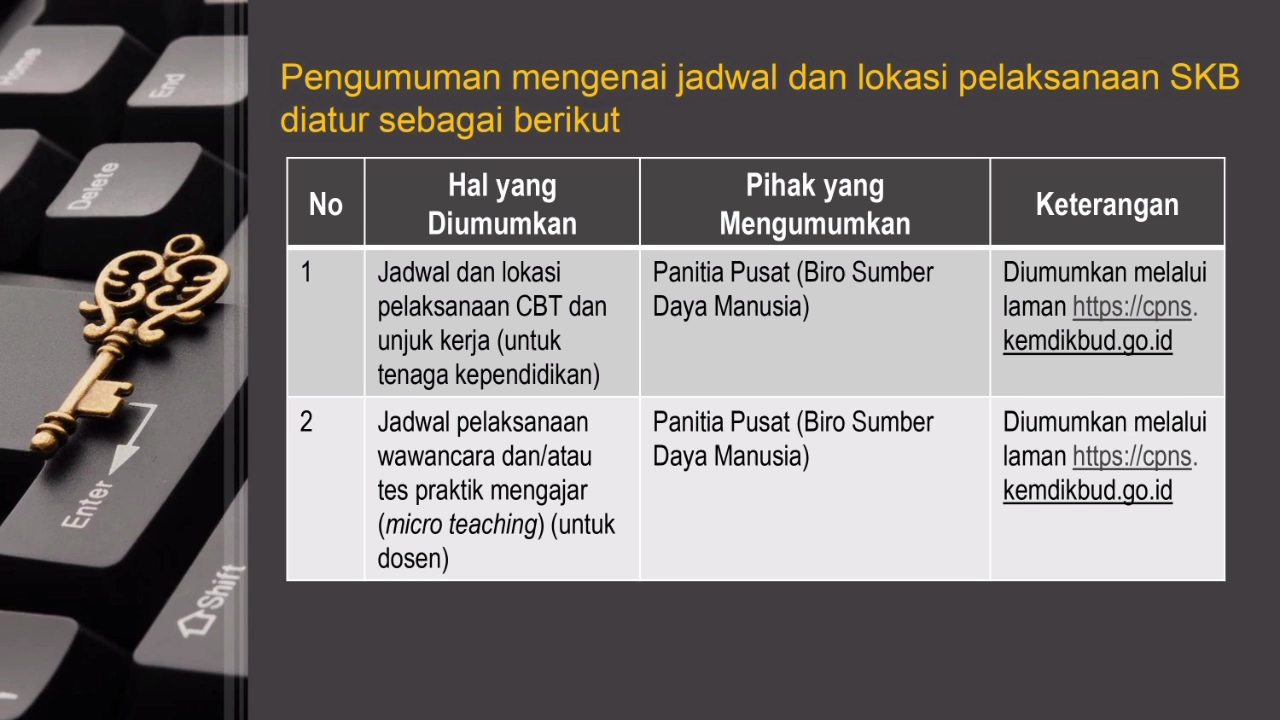 Home
End
Delete
Enter
Shift
Pengumuman mengenai jadwal dan lokasi pelaksanaan SKB
diatur sebagai berikut
No
Hal yang
Diumumkan
Pihak yang
Mengumumkan
Keterangan
1
Jadwal dan lokasi
pelaksanaan CBT dan
unjuk kerja (untuk
tenaga kependidikan)
Panitia Pusat (Biro Sumber
Daya Manusia)
Diumumkan melalui
laman https://cpns.
kemdikbud.go.id
2
Jadwal pelaksanaan
wawancara dan/atau
tes praktik mengajar
(micro teaching) (untuk
dosen)
Panitia Pusat (Biro Sumber
Daya Manusia)
Diumumkan melalui
laman https://cpns.
kemdikbud.go.id